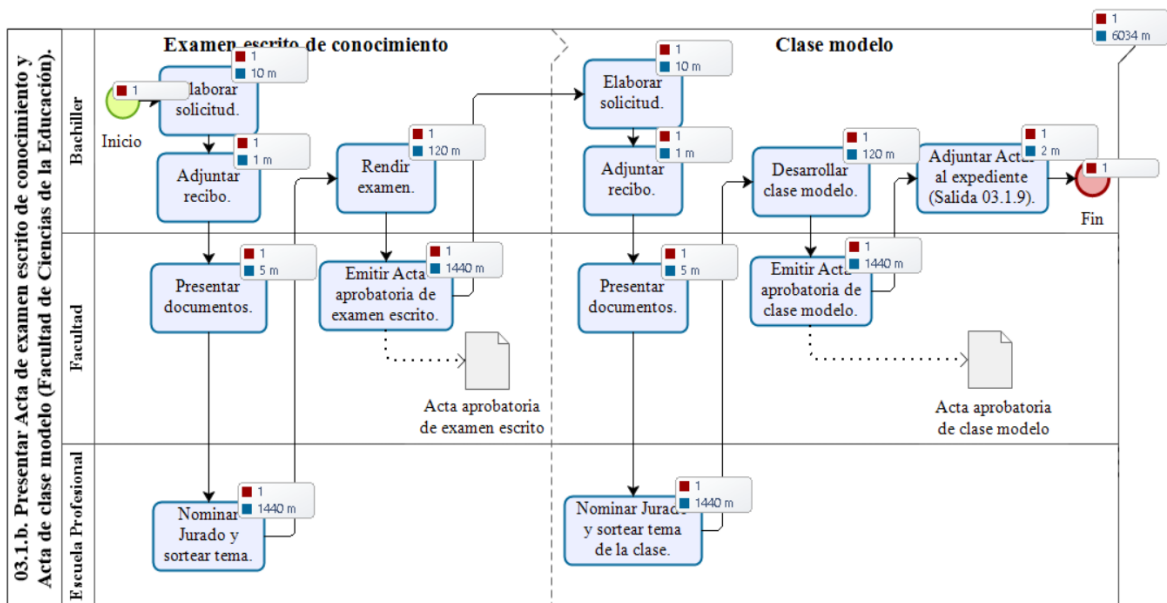 03.1.b. Presentar Acta de examen escrito de conocimiento y
Acta de clase modelo (Facultad de Ciencias de la Educación).
Bachiller
Facultad
Escuela Profesional
Examen escrito de conocimiento
Clase modelo
1
6034 m
1
Inicio
1
10 m
Elaborar
solicitud.
1
1 m
Adjuntar
recibo.
1
5 m
Presentar
documentos.
1
1440 m
Nominar
Jurado y
sortear tema.
1
120 m
Rendir
examen.
1
1440 m
Emitir Acta
aprobatoria de
examen escrito.
Acta aprobatoria
de examen escrito
1
10 m
Elaborar
solicitud.
1
1 m
Adjuntar
recibo.
1
5 m
Presentar
documentos.
1
1440 m
Nominar Jurado
y sortear tema
de la clase.
1
120 m
Desarrollar
clase modelo.
1
1440 m
Emitir Acta
aprobatoria de
clase modelo.
Acta aprobatoria
de clase modelo
1
2 m
Adjuntar Actas
al expediente
(Salida 03.1.9).
1
Fin